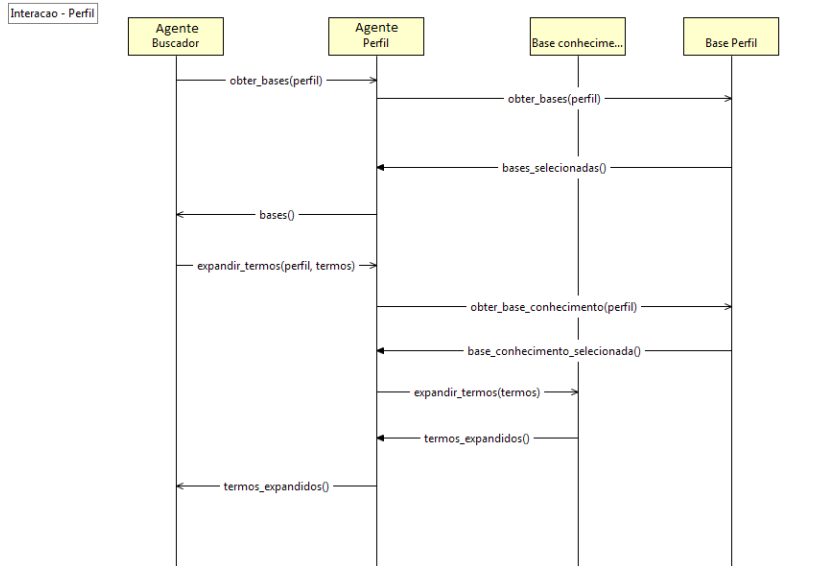 Interacao - Perfil
Agente
Buscador
Agente
Perfil
Base conhecime...
Base Perfil
obter_bases(perfil)
obter_bases(perfil)
bases_selecionadas()
bases()
expandir_termos(perfil, termos)
obter_base_conhecimento(perfil)
base_conhecimento_selecionada()
expandir_termos(termos)
termos_expandidos()
termos_expandidos()